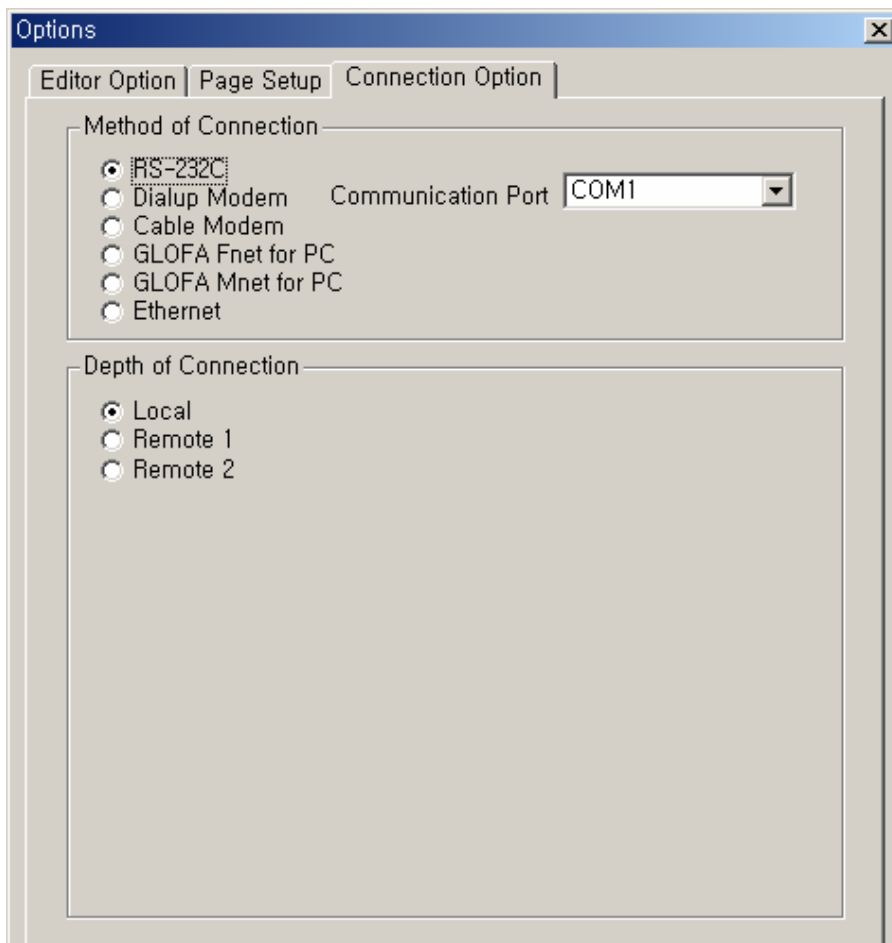 Options
Editor Option Page Setup Connection Option
Method of Connection
RS-232C
Dialup Modem Communication Port COM1
Cable Modem
GLOFA Fnet for PC
GLOFA Mnet for PC
Ethernet
Depth of Connection
Local
Remote 1
Remote 2